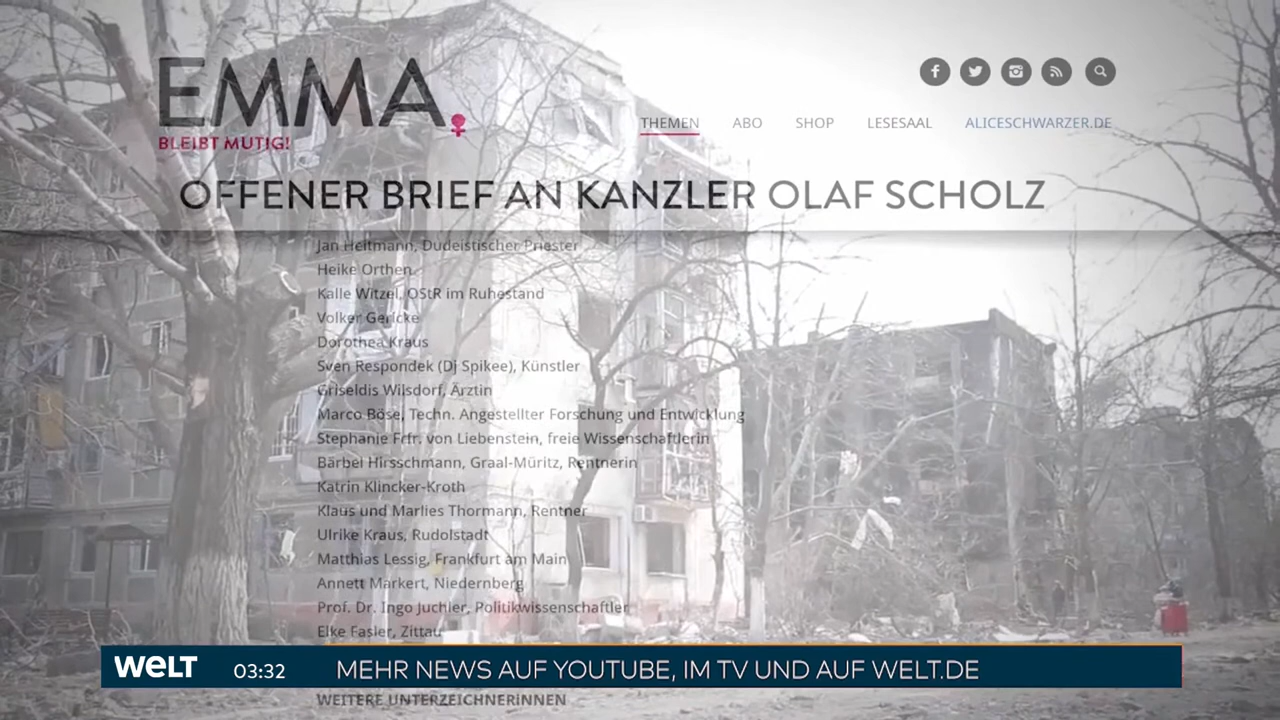 EMMA.
BLEIBT MUTIG!
THEMEN ABO SHOP LESESAAL ALICESCHWARZER.DE
OFFENER BRIEF AN KANZLER OLAF SCHOLZ
Jan Heitmann, Dudeistischer Priester
Heike Orthen
Kalle Witzel, OStR im Ruhestand
Volker Gericke
Dorothea Kraus
Sven Respondek (Dj Spikee), Künstler
Griseldis Wilsdorf, Ärztin
Marco Böse, Techn. Angestellter Forschung und Entwicklung
Stephanie Frfr. von Liebenstein, freie Wissenschaftlerin
Bärbel Hirsschmann, Graal-Müritz, Rentnerin
Katrin Klincker-Kroth
Klaus und Marlies Thormann, Rentner
Ulrike Kraus, Rudolstadt
Matthias Lessig, Frankfurt am Main
Annett Markert, Niedernberg
Prof. Dr. Ingo Juchler, Politikwissenschaftler
Elke Fasler, Zittau
welt 03:32 MEHR NEWS AUF YOUTUBE, IM TV UND AUF WELT.DE
WEITERE UNTERZEICHNERiNNEN